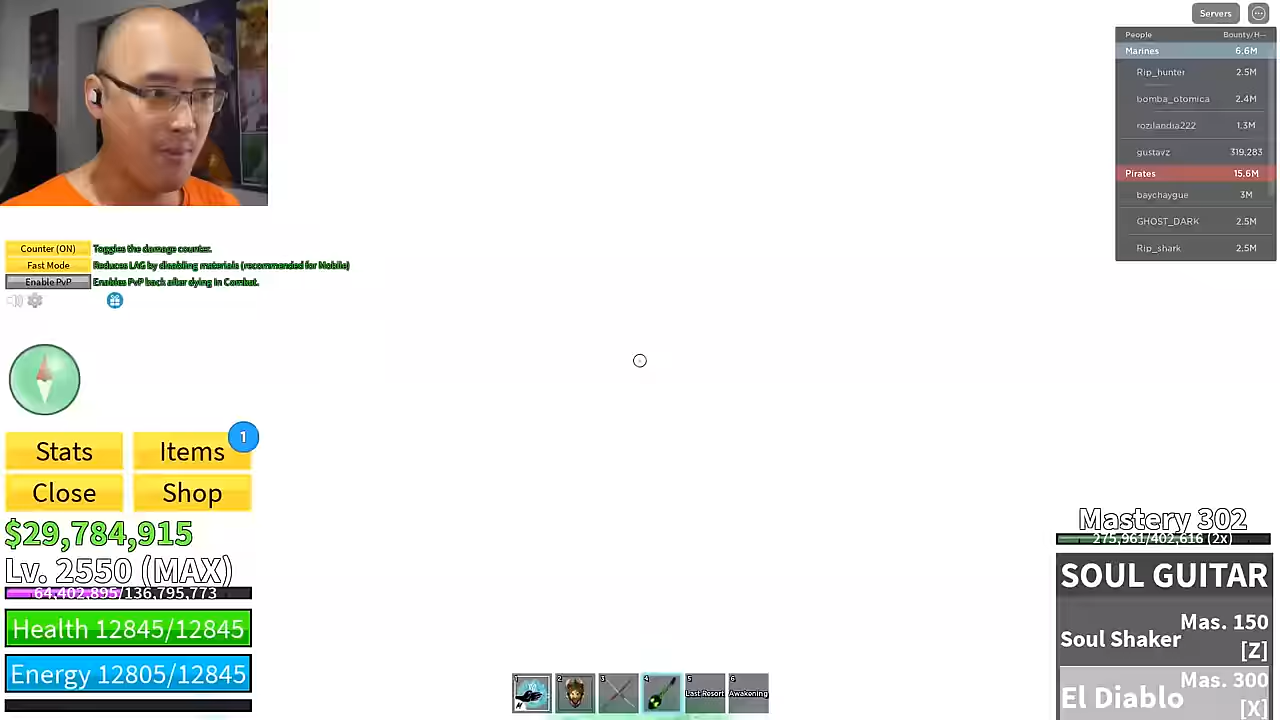 Servers
People Bounty/H--
Marines 6.6M
Rip_hunter 2.5M
bomba_otomica 2.4M
rozilandia222 1.3M
gustavz 319,283
Pirates 15.6M
baychaygue 3M
GHOST_DARK 2.5M
Rip_shark 2.5M
Counter (ON) Toggles the damage counter.
Fast Mode Reduces LAG by disabling materials (recommended for Mobile)
Enable PvP Enables PvP back after dying in Combat.
Stats Items 1
Close Shop
$29,784,915
Lv. 2550 (MAX)
64,402,895/136,795,773
Health 12845/12845
Energy 12805/12845
1 2 3 4 5 6
Last Resort Awakening
Mastery 302
275,961/402,616 (2x)
SOUL GUITAR
Mas. 150
Soul Shaker
[Z]
Mas. 300
El Diablo
[X]